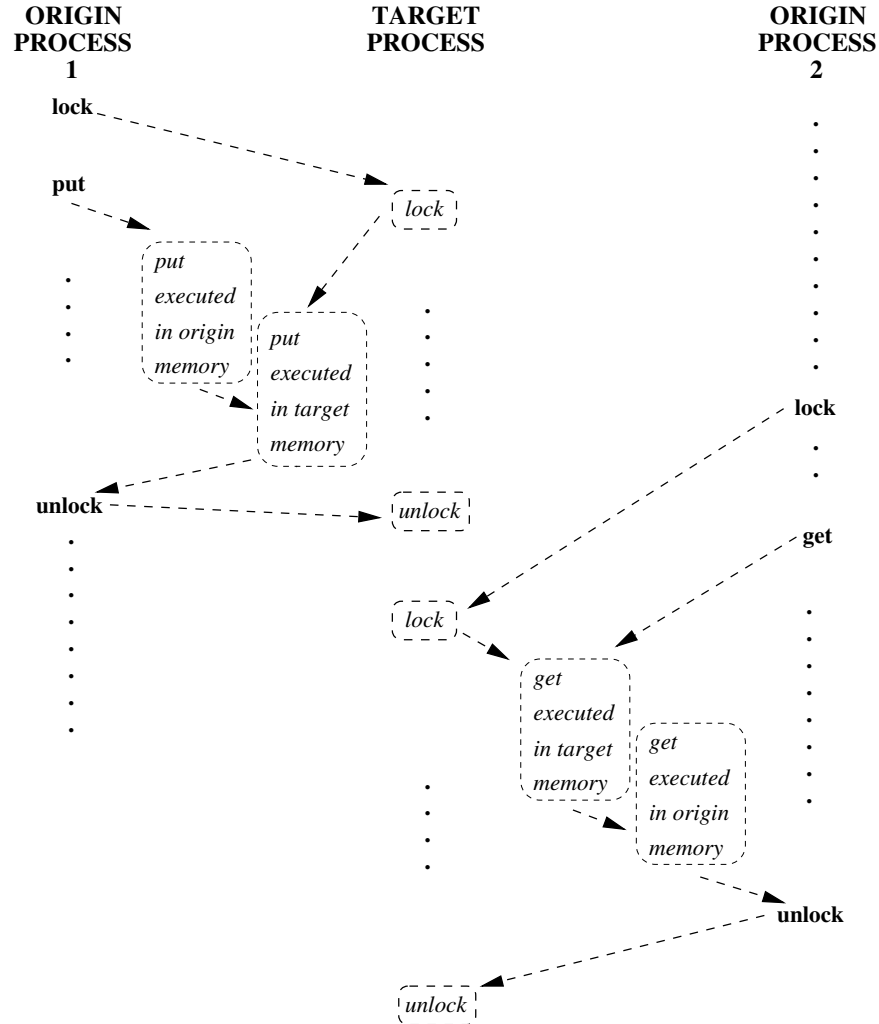 ORIGIN
PROCESS
1
TARGET
PROCESS
ORIGIN
PROCESS
2
lock
put
lock
put
executed
in origin
memory
put
executed
in target
memory
lock
unlock
unlock
get
lock
get
executed
in target
memory
get
executed
in origin
memory
unlock
unlock